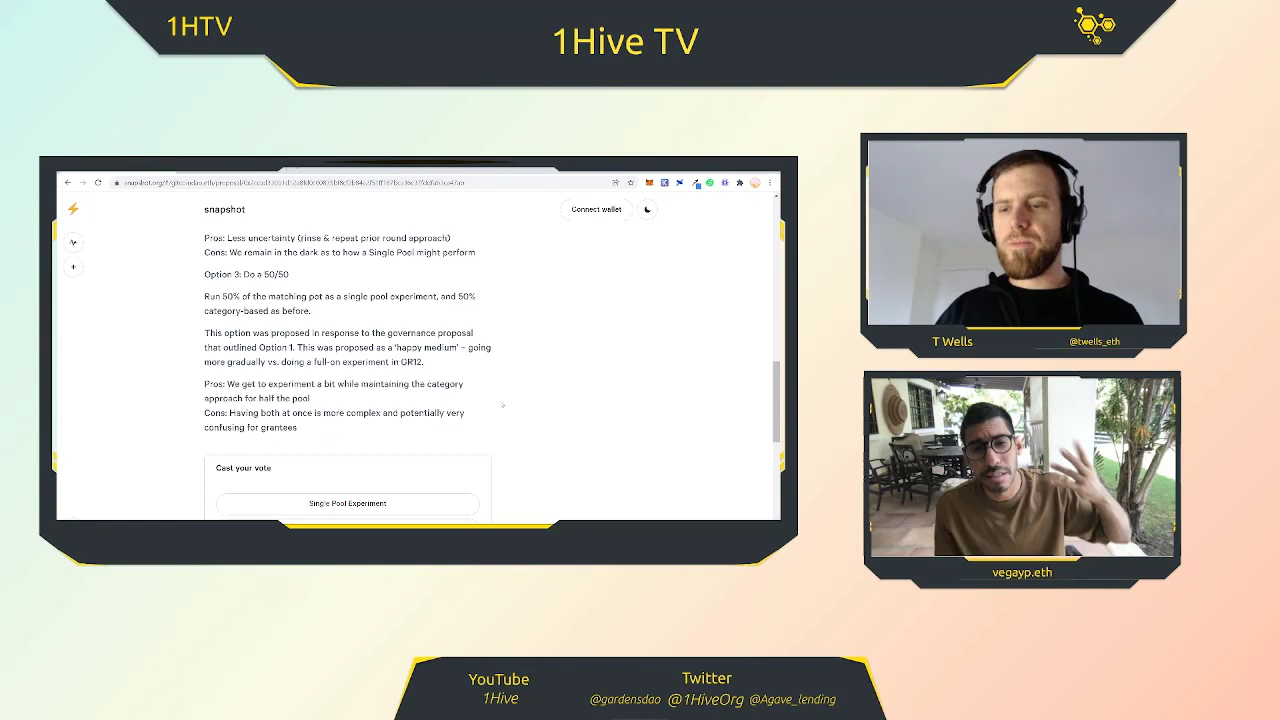 1HTV
1Hive TV
snapshot
Connect wallet
Pros: Less uncertainty (rinse & repeat prior round approach)
Cons: We remain in the dark as to how a Single Pool might perform
Option 3: Do a 50/50
Run 50% of the matching pot as a single pool experiment, and 50%
category-based as before.
This option was proposed in response to the governance proposal
that outlined Option 1. This was proposed as a ‘happy medium’ – going
more gradually vs. doing a full-on experiment in GR12.
Pros: We get to experiment a bit while maintaining the category
approach for half the pool
Cons: Having both at once is more complex and potentially very
confusing for grantees
Cast your vote
Single Pool Experiment
T Wells
@twells_eth
vegayp.eth
YouTube
1Hive
Twitter
@gardensdao @1HiveOrg @Agave_lending